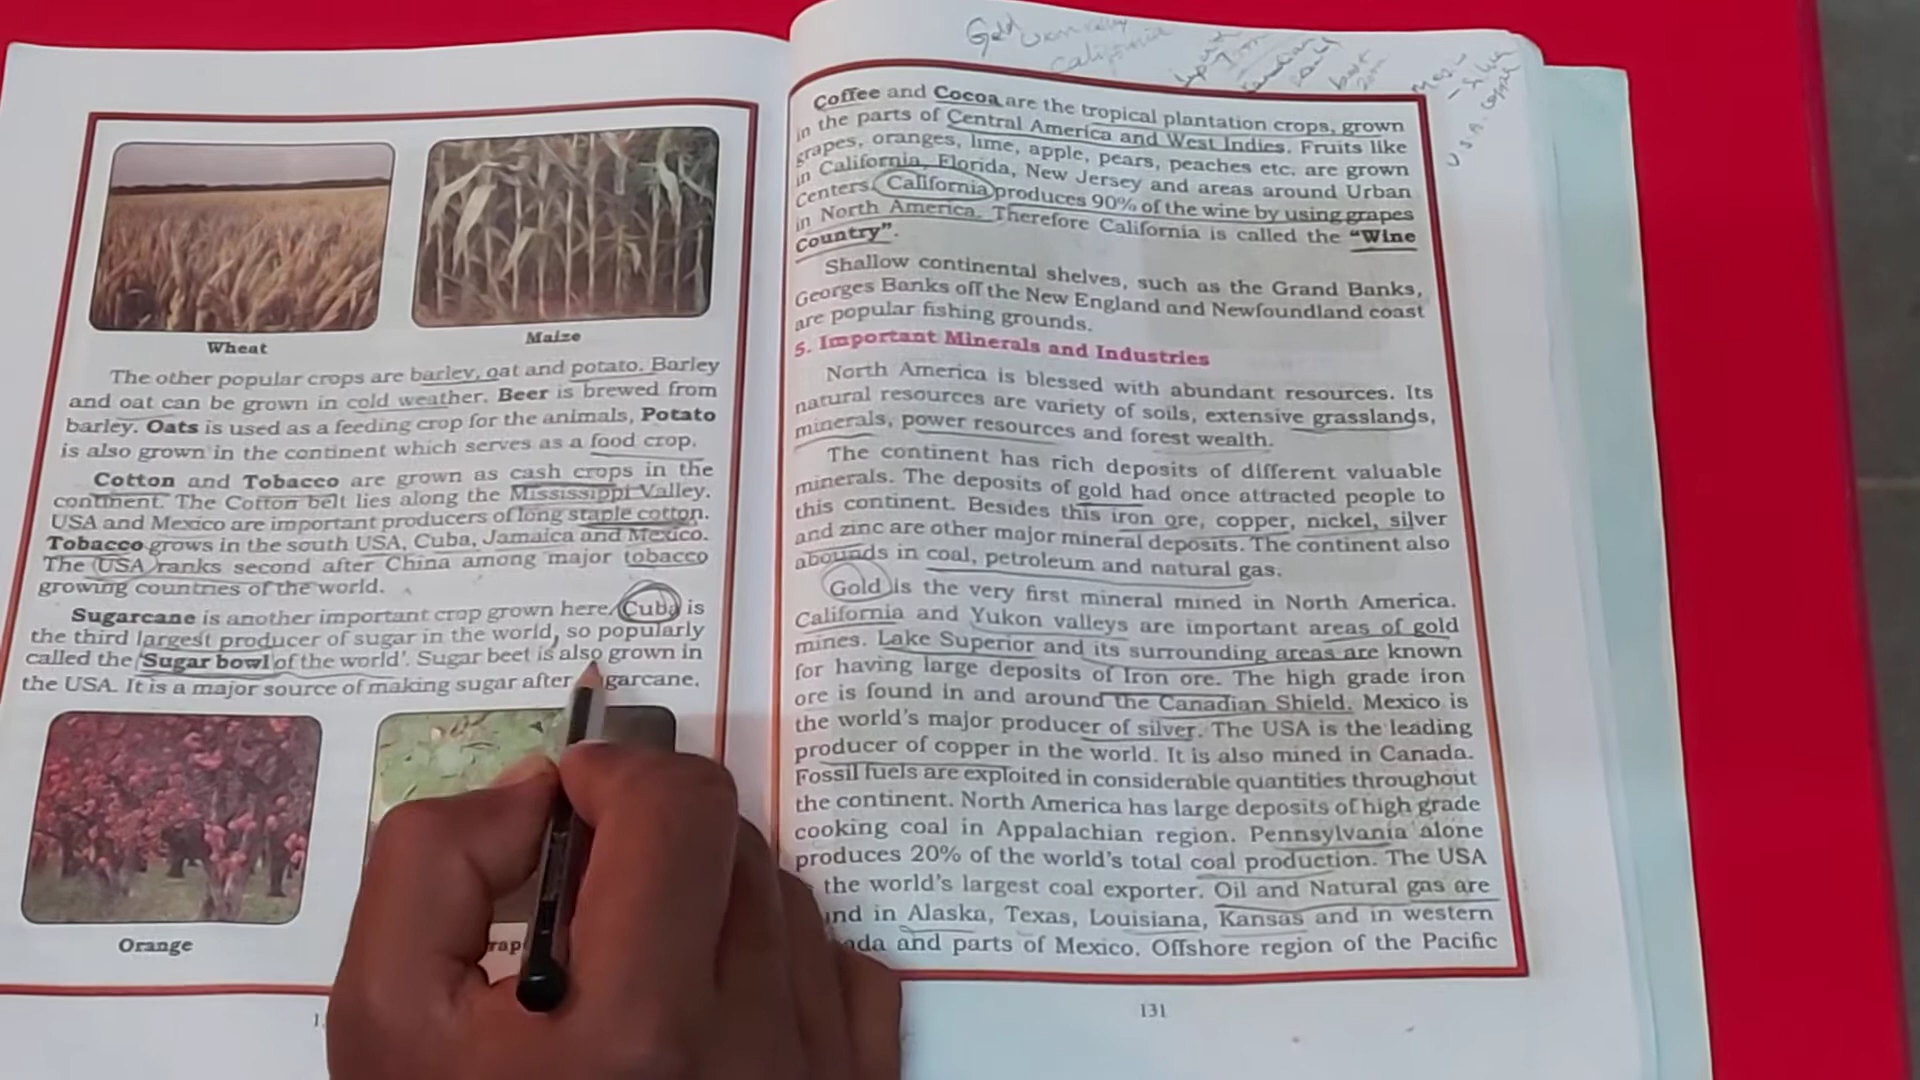 Wheat
Maize
The other popular crops are barley, oat and potato. Barley
and oat can be grown in cold weather. Beer is brewed from
barley. Oats is used as a feeding crop for the animals, Potato
is also grown in the continent which serves as a food crop.
Cotton and Tobacco are grown as cash crops in the
continent. The Cotton belt lies along the Mississippi Valley.
USA and Mexico are important producers of long staple cotton.
Tobacco grows in the south USA, Cuba, Jamaica and Mexico.
The USA ranks second after China among major tobacco
growing countries of the world.
Sugarcane is another important crop grown here. Cuba is
the third largest producer of sugar in the world, so popularly
called the 'Sugar bowl of the world'. Sugar beet is also grown in
the USA. It is a major source of making sugar after garcane.
Orange
rap
Gold
California
Coffee and Cocoa are the tropical plantation crops, grown
in the parts of Central America and West Indies. Fruits like
grapes, oranges, lime, apple, pears, peaches etc. are grown
in California, Florida, New Jersey and areas around Urban
Centers. California produces 90% of the wine by using grapes
in North America. Therefore California is called the "Wine
Country".
Shallow continental shelves, such as the Grand Banks,
Georges Banks off the New England and Newfoundland coast
are popular fishing grounds.
5. Important Minerals and Industries
North America is blessed with abundant resources. Its
natural resources are variety of soils, extensive grasslands,
minerals, power resources and forest wealth.
The continent has rich deposits of different valuable
minerals. The deposits of gold had once attracted people to
this continent. Besides this iron ore, copper, nickel, silver
and zinc are other major mineral deposits. The continent also
abounds in coal, petroleum and natural gas.
Gold is the very first mineral mined in North America.
California and Yukon valleys are important areas of gold
mines. Lake Superior and its surrounding areas are known
for having large deposits of Iron ore. The high grade iron
ore is found in and around the Canadian Shield. Mexico is
the world's major producer of silver. The USA is the leading
producer of copper in the world. It is also mined in Canada.
Fossil fuels are exploited in considerable quantities throughout
the continent. North America has large deposits of high grade
cooking coal in Appalachian region. Pennsylvania alone
produces 20% of the world's total coal production. The USA
the world's largest coal exporter. Oil and Natural gas are
nd in Alaska, Texas, Louisiana, Kansas and in western
ada and parts of Mexico. Offshore region of the Pacific
131